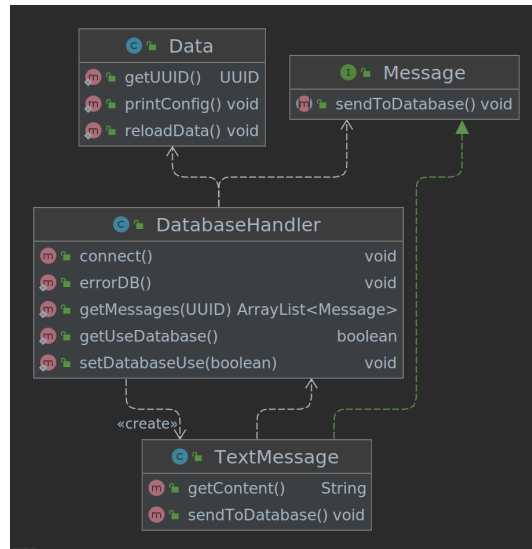 Data
getUUID() UUID
printConfig() void
reloadData() void
Message
sendToDatabase() void
DatabaseHandler
connect() void
errorDB() void
getMessages(UUID) ArrayList<Message>
getUseDatabase() boolean
setDatabaseUse(boolean) void
«create»
TextMessage
getContent() String
sendToDatabase() void